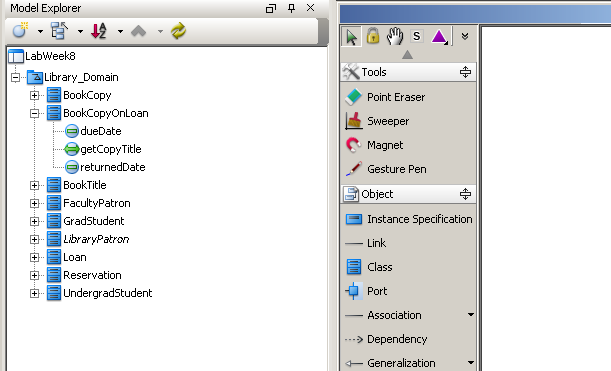 Model Explorer
LabWeek8
Library_Domain
BookCopy
BookCopyOnLoan
dueDate
getCopyTitle
returnedDate
BookTitle
FacultyPatron
GradStudent
LibraryPatron
Loan
Reservation
UndergradStudent
S
Tools
Point Eraser
Sweeper
Magnet
Gesture Pen
Object
Instance Specification
Link
Class
Port
Association
Dependency
Generalization